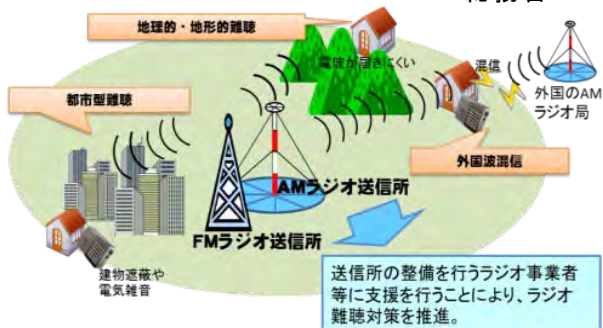 地理的・地形的難聴
電波が届きにくい
混信
外国のAM
ラジオ局
都市型難聴
外国波混信
AMラジオ送信所
FMラジオ送信所
建物遮蔽や
電気雑音
送信所の整備を行うラジオ事業者
等に支援を行うことにより、ラジオ
難聴対策を推進。